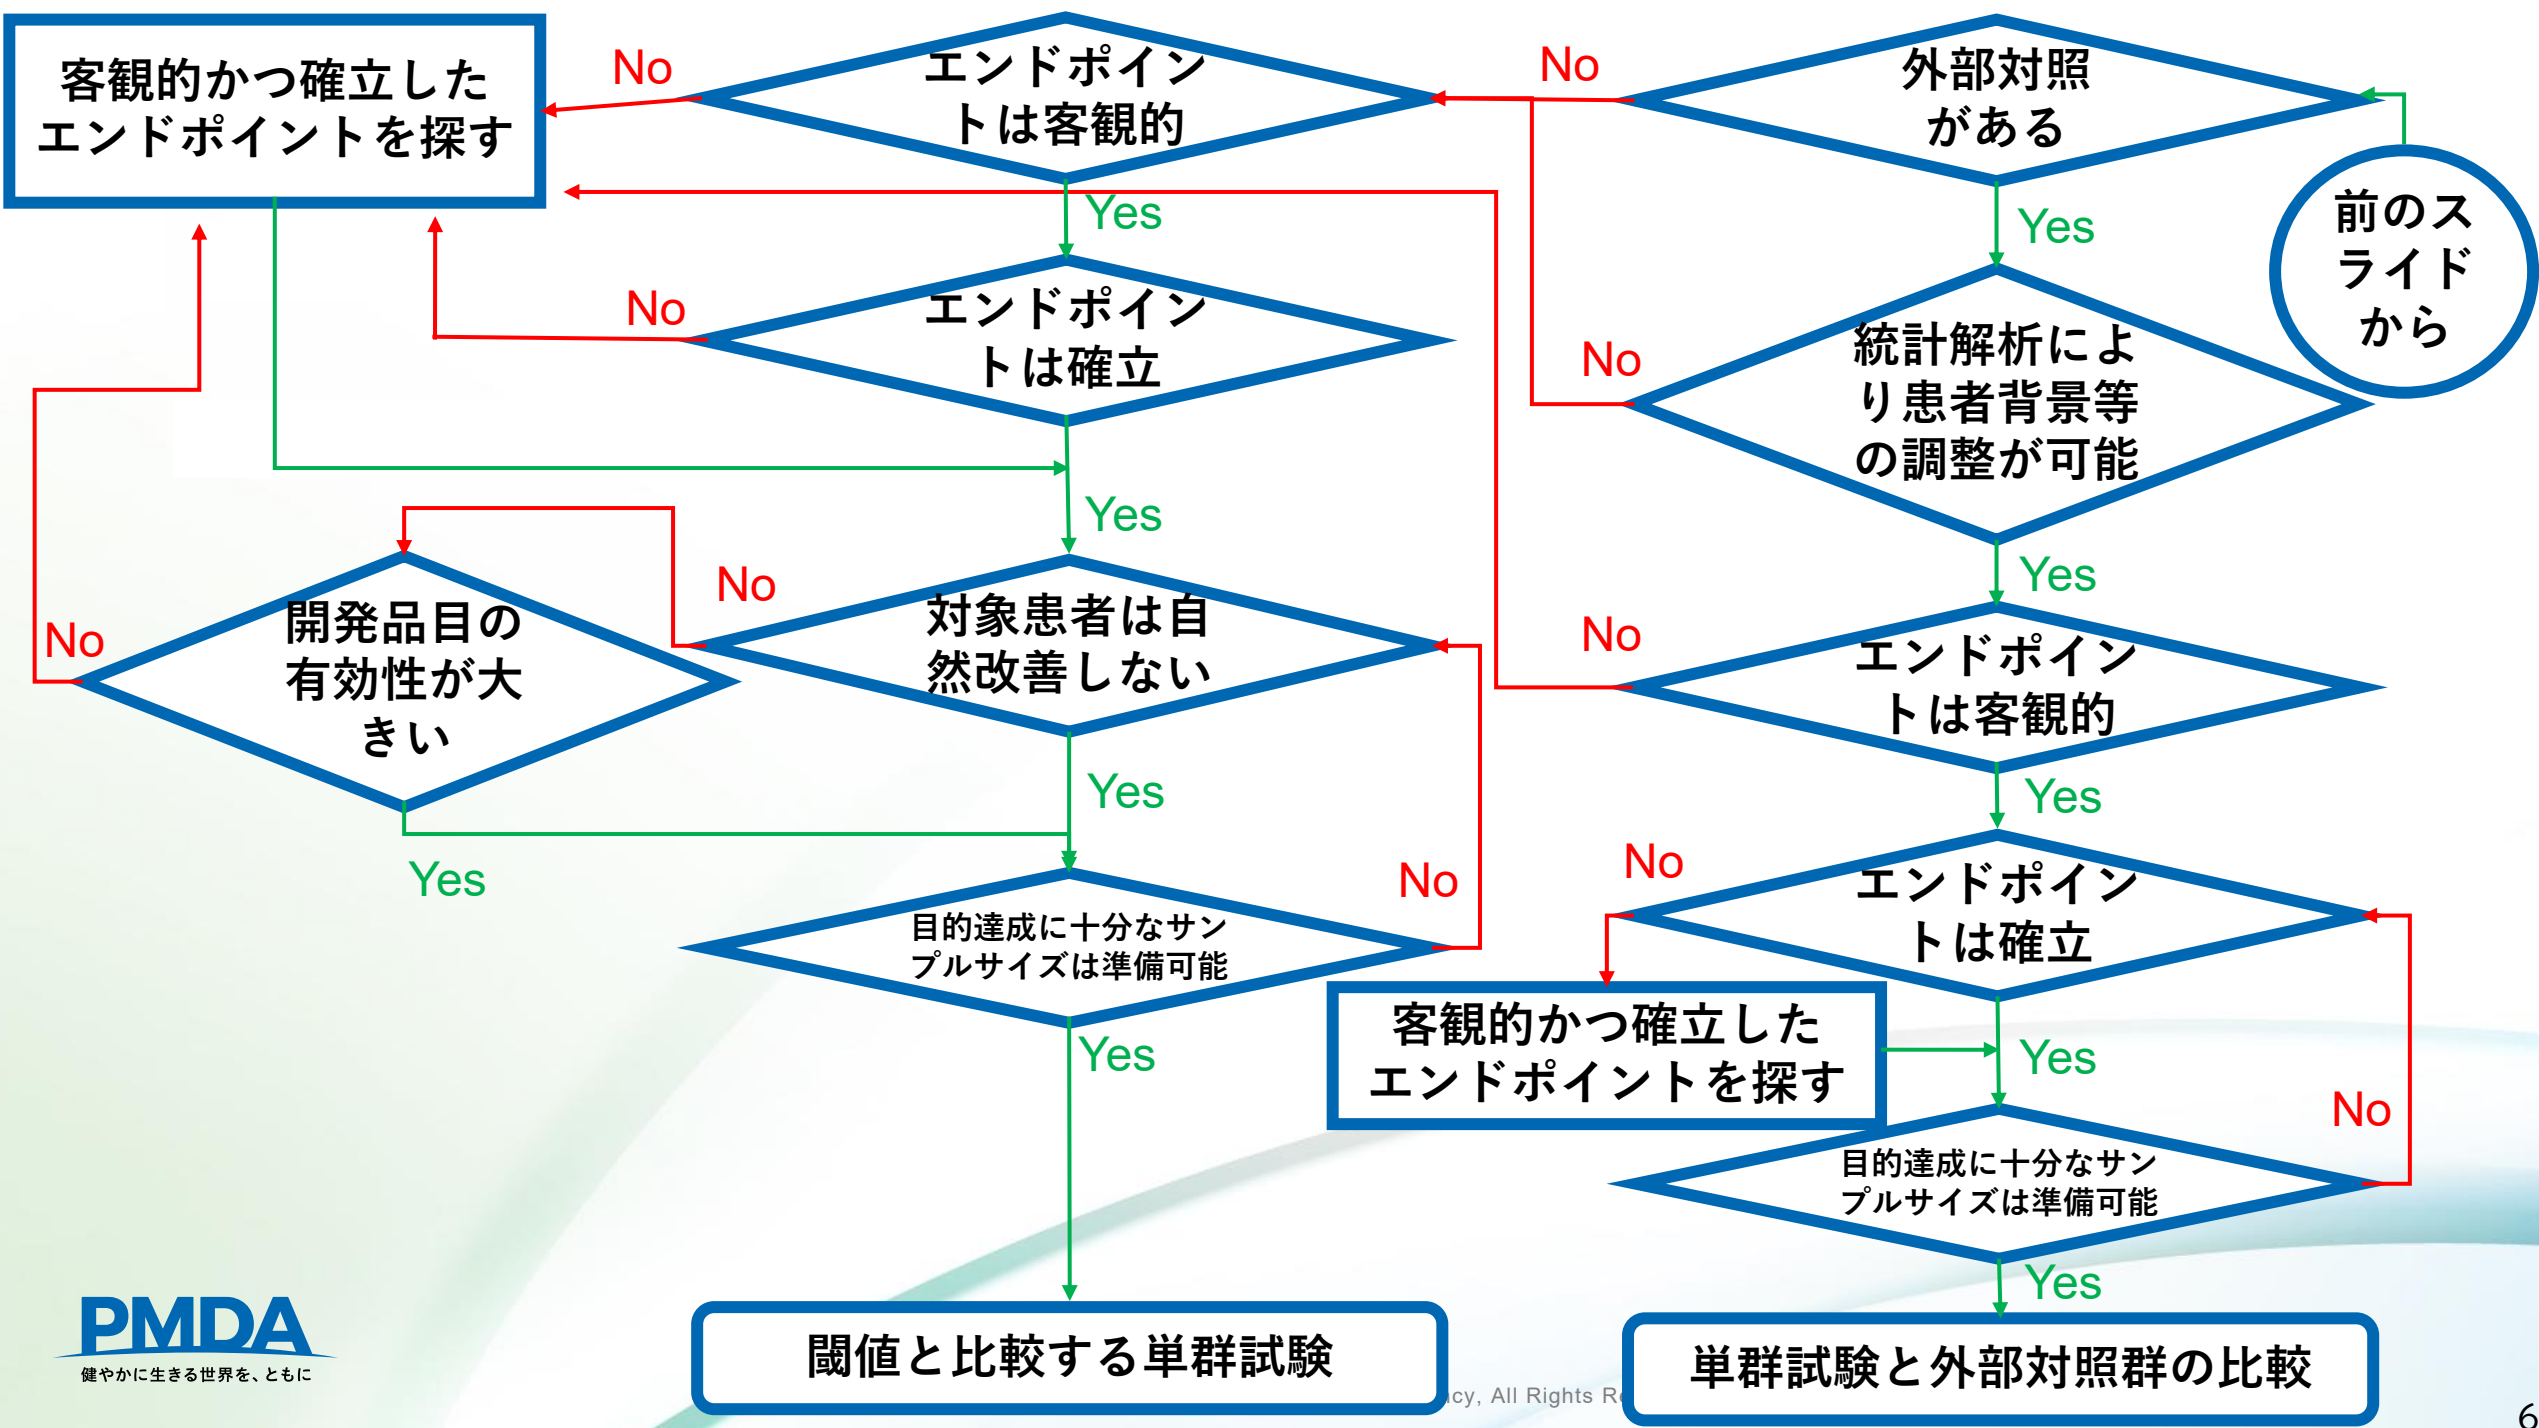 客観的かつ確立した
エンドポイントを探す
No
エンドポイン
トは客観的
No
外部対照
がある
前のス
ライド
から
Yes
Yes
No
エンドポイン
トは確立
No
統計解析によ
り患者背景等
の調整が可能
Yes
Yes
No
開発品目の
有効性が大
きい
No
対象患者は自
然改善しない
No
エンドポイン
トは客観的
Yes
Yes
Yes
No
目的達成に十分なサン
プルサイズは準備可能
No
エンドポイン
トは確立
Yes
客観的かつ確立した
エンドポイントを探す
Yes
No
目的達成に十分なサン
プルサイズは準備可能
Yes
閾値と比較する単群試験
単群試験と外部対照群の比較
PMDA
健やかに生きる世界を、ともに
, All Rights
6